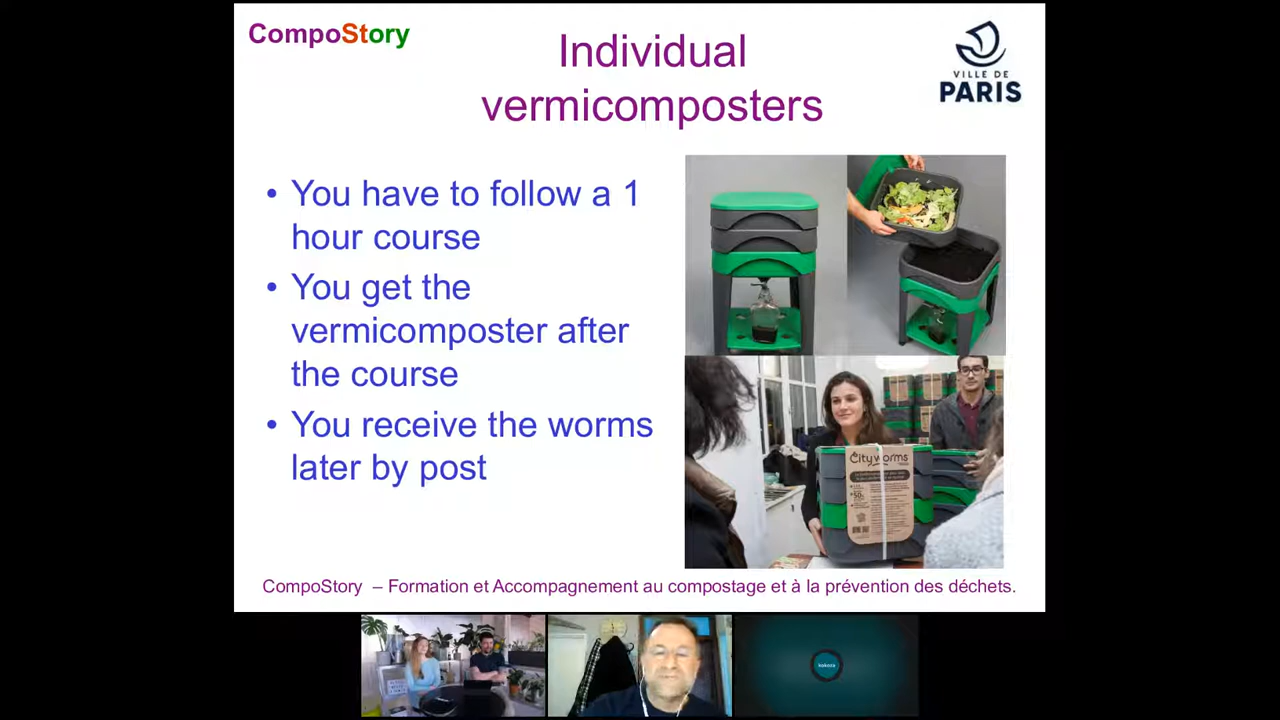 CompoStory
Individual
vermicomposters
VILLE DE
PARIS
• You have to follow a 1
hour course
• You get the
vermicomposter after
the course
• You receive the worms
later by post
Cityworms
CompoStory – Formation et Accompagnement au compostage et à la prévention des déchets.
kokoza